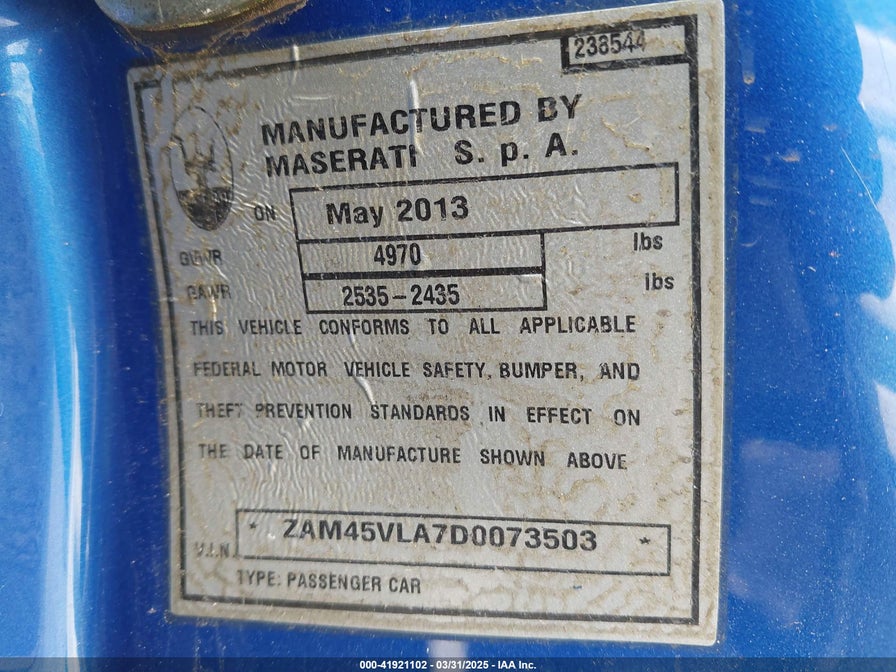 238544
MANUFACTURED BY
MASERATI S. p. A.
ON May 2013
GVWR 4970 lbs
GAWR 2535-2435 lbs
THIS VEHICLE CONFORMS TO ALL APPLICABLE
FEDERAL MOTOR VEHICLE SAFETY, BUMPER, AND
THEFT PREVENTION STANDARDS IN EFFECT ON
THE DATE OF MANUFACTURE SHOWN ABOVE
V.I.N. * ZAM45VLA7D0073503 *
TYPE: PASSENGER CAR
000-41921102 - 03/31/2025 - IAA Inc.